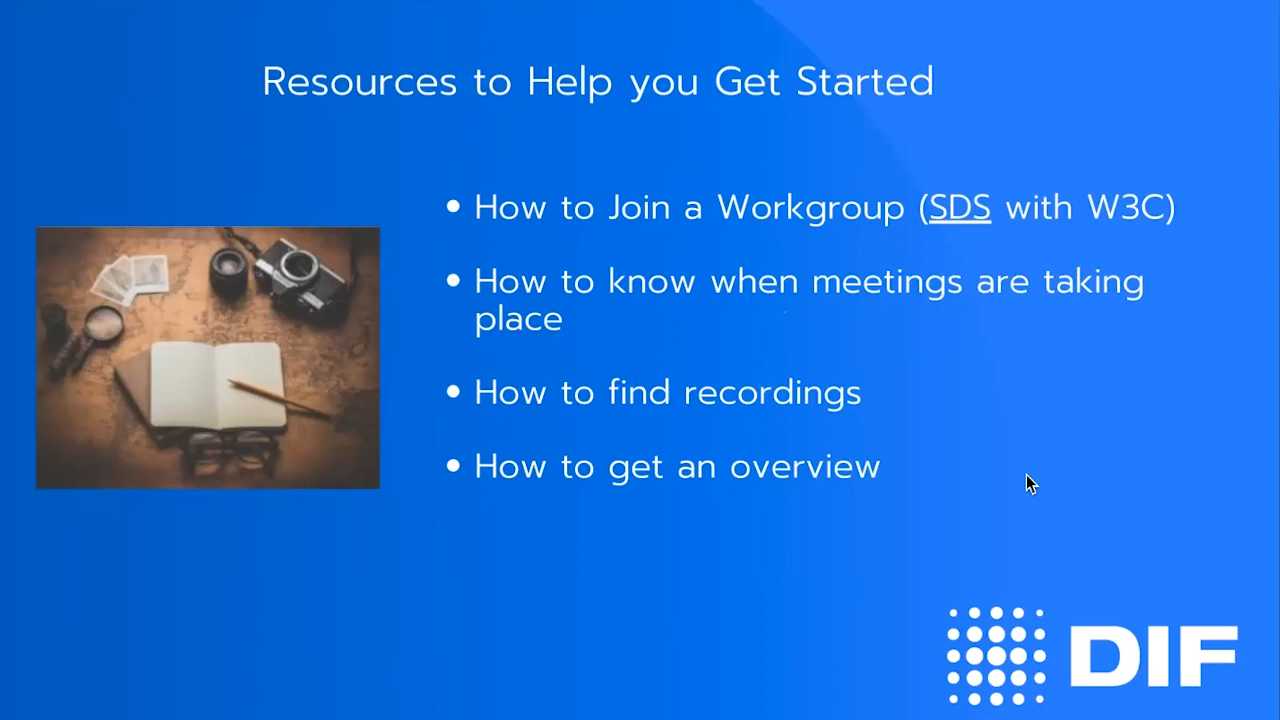 Resources to Help you Get Started
• How to Join a Workgroup (SDS with W3C)
• How to know when meetings are taking
place
• How to find recordings
• How to get an overview
DIF